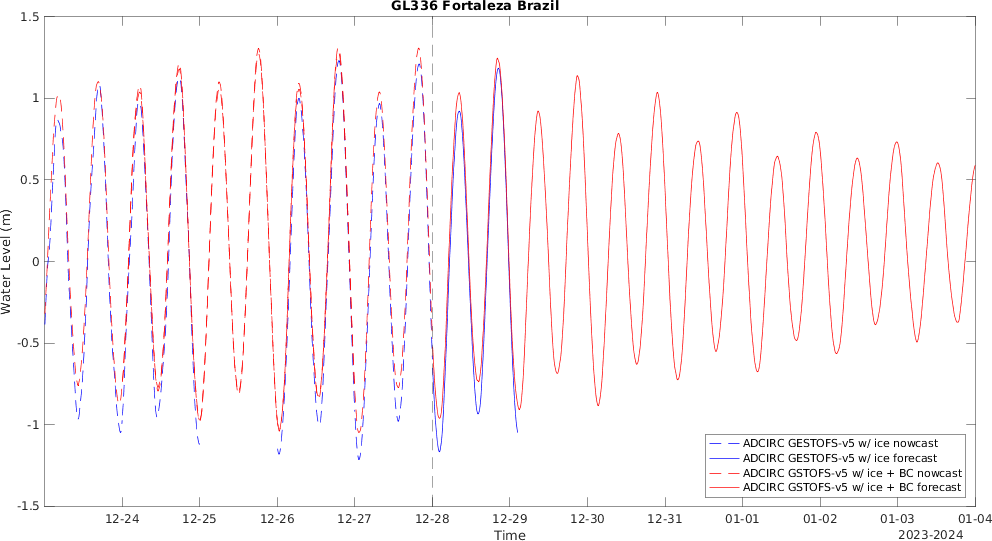 GL336 Fortaleza Brazil
1.5
1
0.5
0
-0.5
-1
-1.5
Water Level (m)
ADCIRC GESTOFS-v5 w/ ice nowcast
ADCIRC GESTOFS-v5 w/ ice forecast
ADCIRC GSTOFS-v5 w/ ice + BC nowcast
ADCIRC GSTOFS-v5 w/ ice + BC forecast
12-24 12-25 12-26 12-27 12-28 12-29 12-30 12-31 01-01 01-02 01-03 01-04
Time
2023-2024